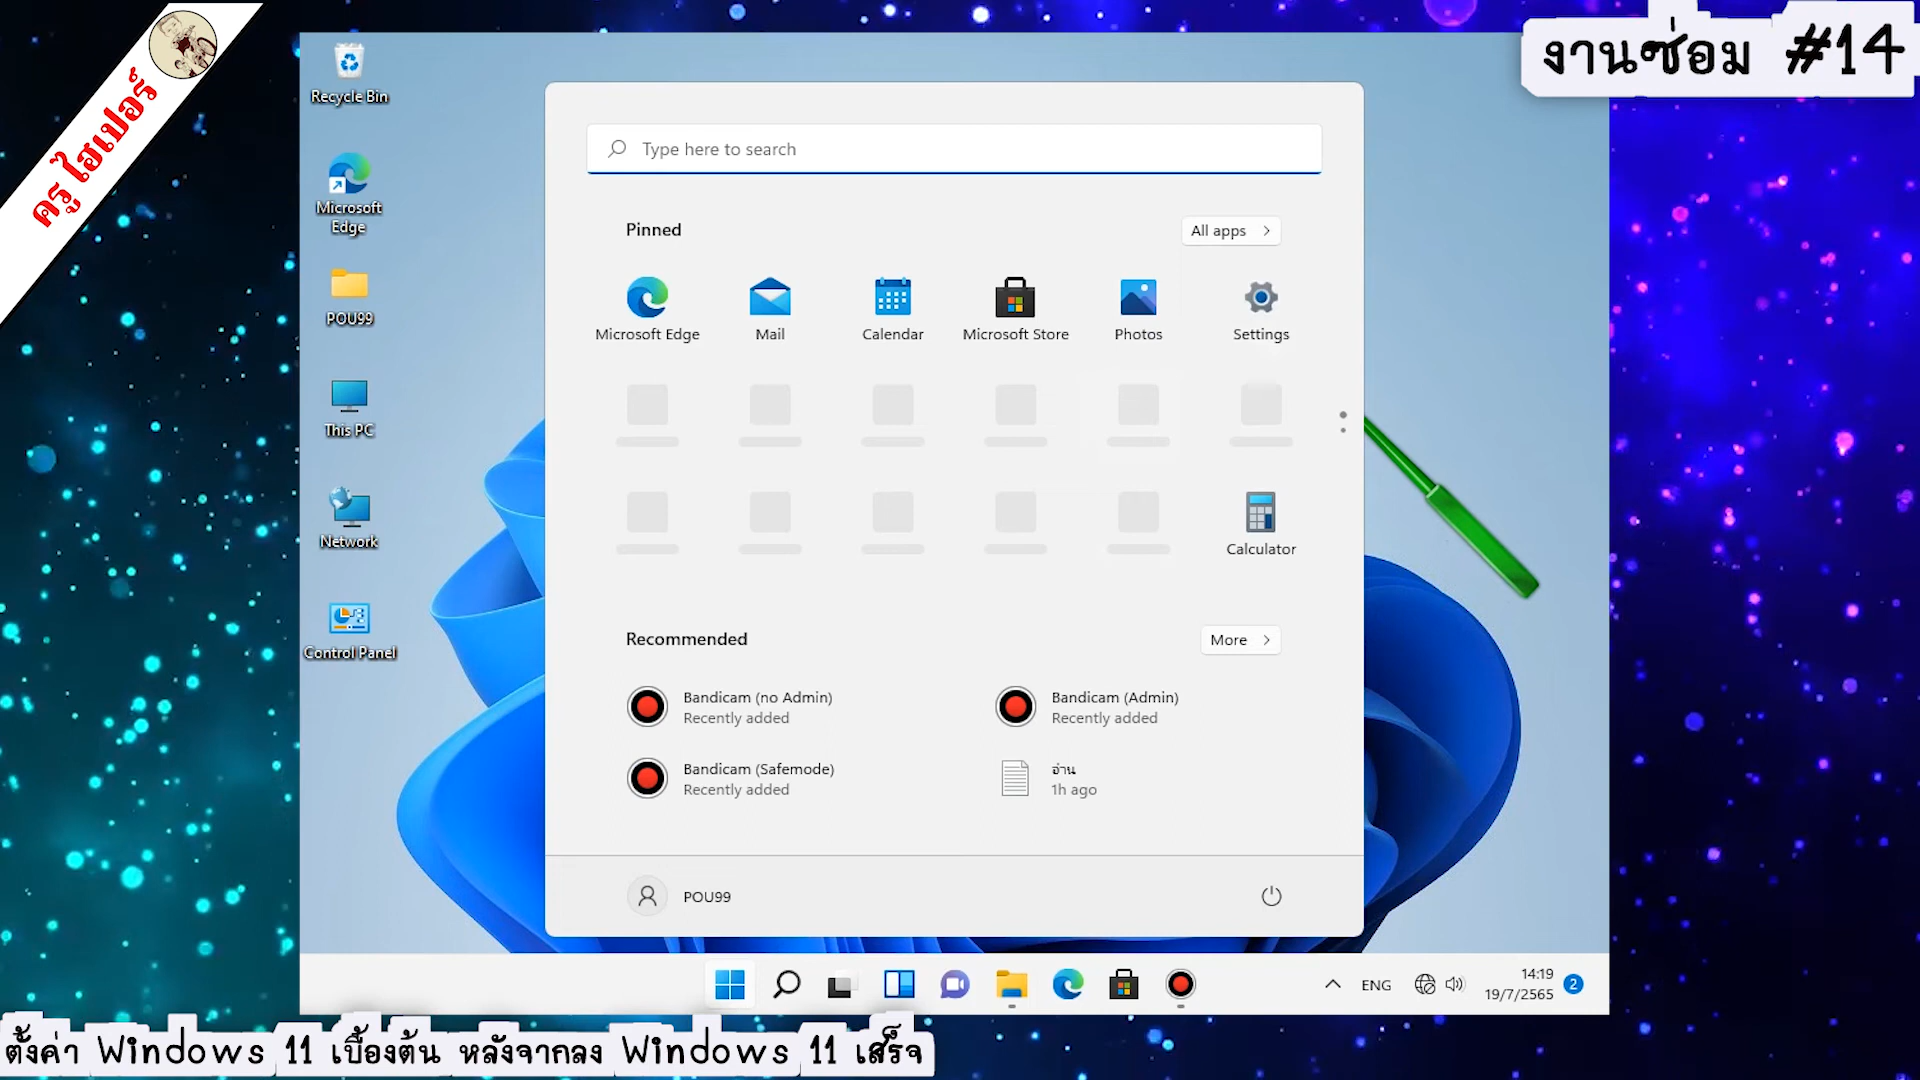 ครู ไฮเปอร์
งานซ่อม #14
Recycle Bin
Microsoft
Edge
POU99
This PC
Network
Control Panel
Type here to search
Pinned
All apps
Microsoft Edge
Mail
Calendar
Microsoft Store
Photos
Settings
Calculator
Recommended
More
Bandicam (no Admin)
Recently added
Bandicam (Admin)
Recently added
Bandicam (Safemode)
Recently added
อ่าน
1h ago
POU99
ENG
14:19
19/7/2565
2
ตั้งค่า Windows 11 เบื้องต้น หลังจากลง Windows 11 เสร็จ